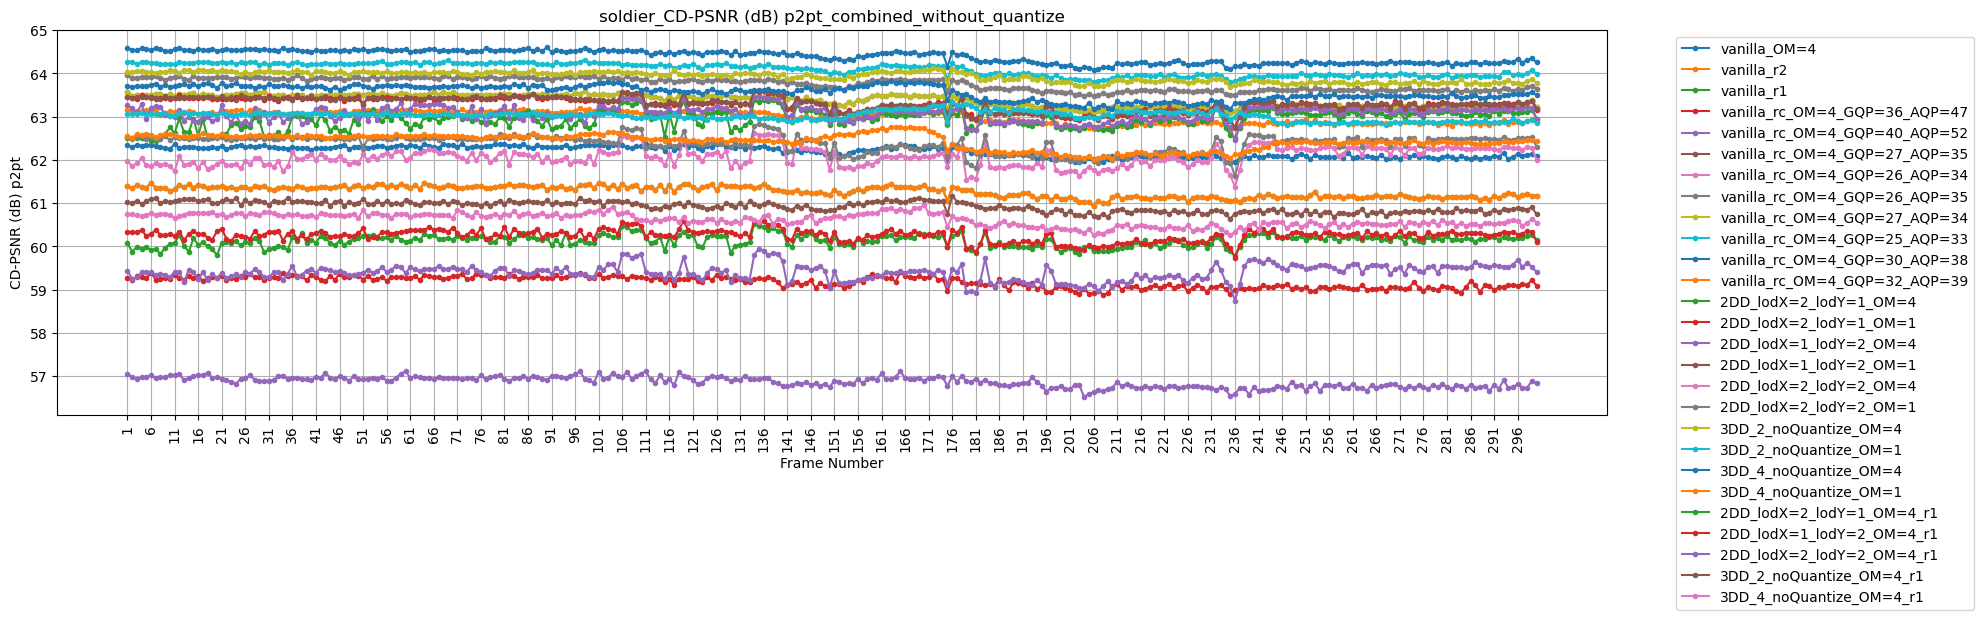 soldier_CD-PSNR (dB) p2pt_combined_without_quantize
CD-PSNR (dB) p2pt
65
64
63
62
61
60
59
58
57
1 6 11 16 21 26 31 36 41 46 51 56 61 66 71 76 81 86 91 96 101 106 111 116 121 126 131 136 141 146 151 156 161 166 171 176 181 186 191 196 201 206 211 216 221 226 231 236 241 246 251 256 261 266 271 276 281 286 291 296
Frame Number
vanilla_OM=4
vanilla_r2
vanilla_r1
vanilla_rc_OM=4_GQP=36_AQP=47
vanilla_rc_OM=4_GQP=40_AQP=52
vanilla_rc_OM=4_GQP=27_AQP=35
vanilla_rc_OM=4_GQP=26_AQP=34
vanilla_rc_OM=4_GQP=26_AQP=35
vanilla_rc_OM=4_GQP=27_AQP=34
vanilla_rc_OM=4_GQP=25_AQP=33
vanilla_rc_OM=4_GQP=30_AQP=38
vanilla_rc_OM=4_GQP=32_AQP=39
2DD_lodX=2_lodY=1_OM=4
2DD_lodX=2_lodY=1_OM=1
2DD_lodX=1_lodY=2_OM=4
2DD_lodX=1_lodY=2_OM=1
2DD_lodX=2_lodY=2_OM=4
2DD_lodX=2_lodY=2_OM=1
3DD_2_noQuantize_OM=4
3DD_2_noQuantize_OM=1
3DD_4_noQuantize_OM=4
3DD_4_noQuantize_OM=1
2DD_lodX=2_lodY=1_OM=4_r1
2DD_lodX=1_lodY=2_OM=4_r1
2DD_lodX=2_lodY=2_OM=4_r1
3DD_2_noQuantize_OM=4_r1
3DD_4_noQuantize_OM=4_r1